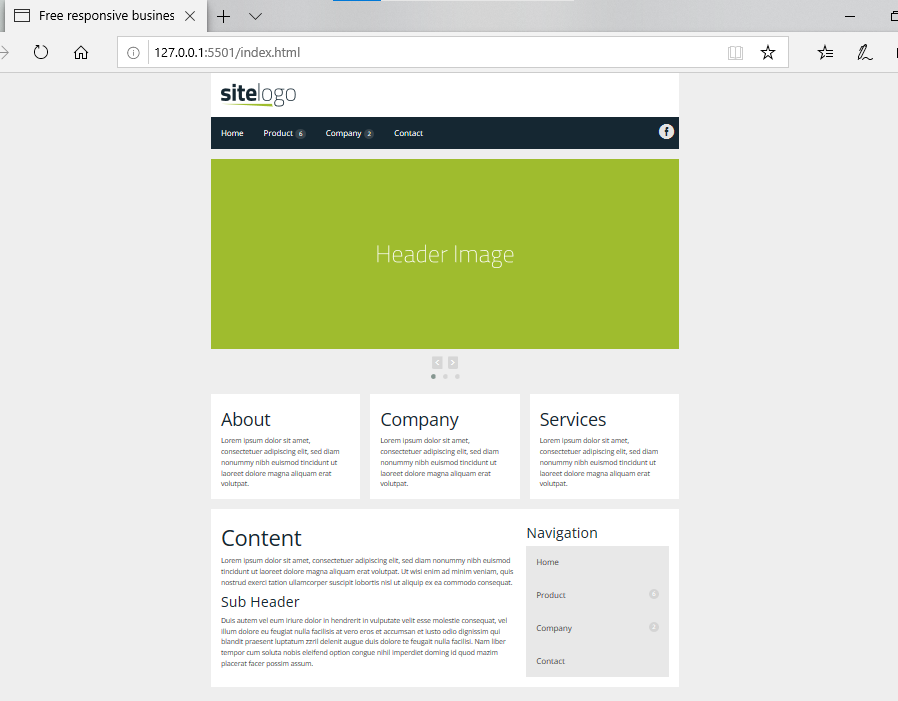 Free responsive busines
127.0.0.1:5501/index.html
sitelogo
Home Product 6 Company 2 Contact f
Header Image
About
Lorem ipsum dolor sit amet,
consectetuer adipiscing elit, sed diam
nonummy nibh euismod tincidunt ut
laoreet dolore magna aliquam erat
volutpat.
Company
Lorem ipsum dolor sit amet,
consectetuer adipiscing elit, sed diam
nonummy nibh euismod tincidunt ut
laoreet dolore magna aliquam erat
volutpat.
Services
Lorem ipsum dolor sit amet,
consectetuer adipiscing elit, sed diam
nonummy nibh euismod tincidunt ut
laoreet dolore magna aliquam erat
volutpat.
Content
Lorem ipsum dolor sit amet, consectetuer adipiscing elit, sed diam nonummy nibh euismod
tincidunt ut laoreet dolore magna aliquam erat volutpat. Ut wisi enim ad minim veniam, quis
nostrud exerci tation ullamcorper suscipit lobortis nisl ut aliquip ex ea commodo consequat.
Sub Header
Duis autem vel eum iriure dolor in hendrerit in vulputate velit esse molestie consequat, vel
illum dolore eu feugiat nulla facilisis at vero eros et accumsan et iusto odio dignissim qui
blandit praesent luptatum zzril delenit augue duis dolore te feugait nulla facilisi. Nam liber
tempor cum soluta nobis eleifend option congue nihil imperdiet doming id quod mazim
placerat facer possim assum.
Navigation
Home
Product 6
Company 2
Contact